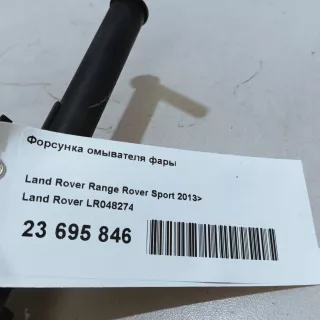 Форсунка омывателя фары
Land Rover Range Rover Sport 2013>
Land Rover LR048274
23 695 846